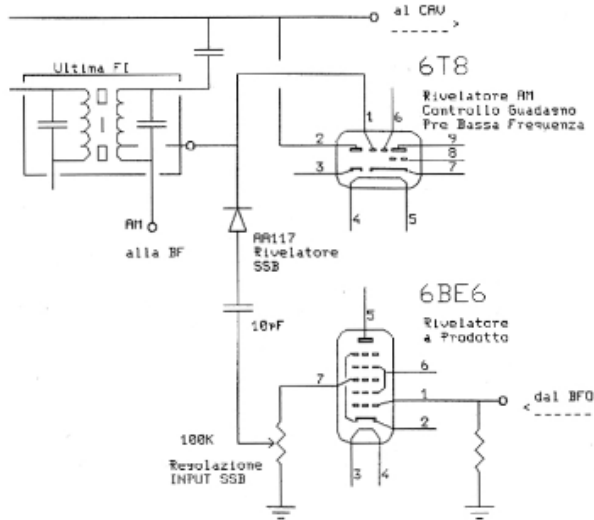 al CAV
Ultima FI
6T8
Rivelatore AM
Controllo Guadagno
Pre Bassa Frequenza
1
6
2
9
8
3
7
4
5
AM
alla BF
AA117
Rivelatore
SSB
10pF
6BE6
Rivelatore
a Prodotto
5
7
6
1
dal BFO
2
100K
Regolazione
INPUT SSB
3
4